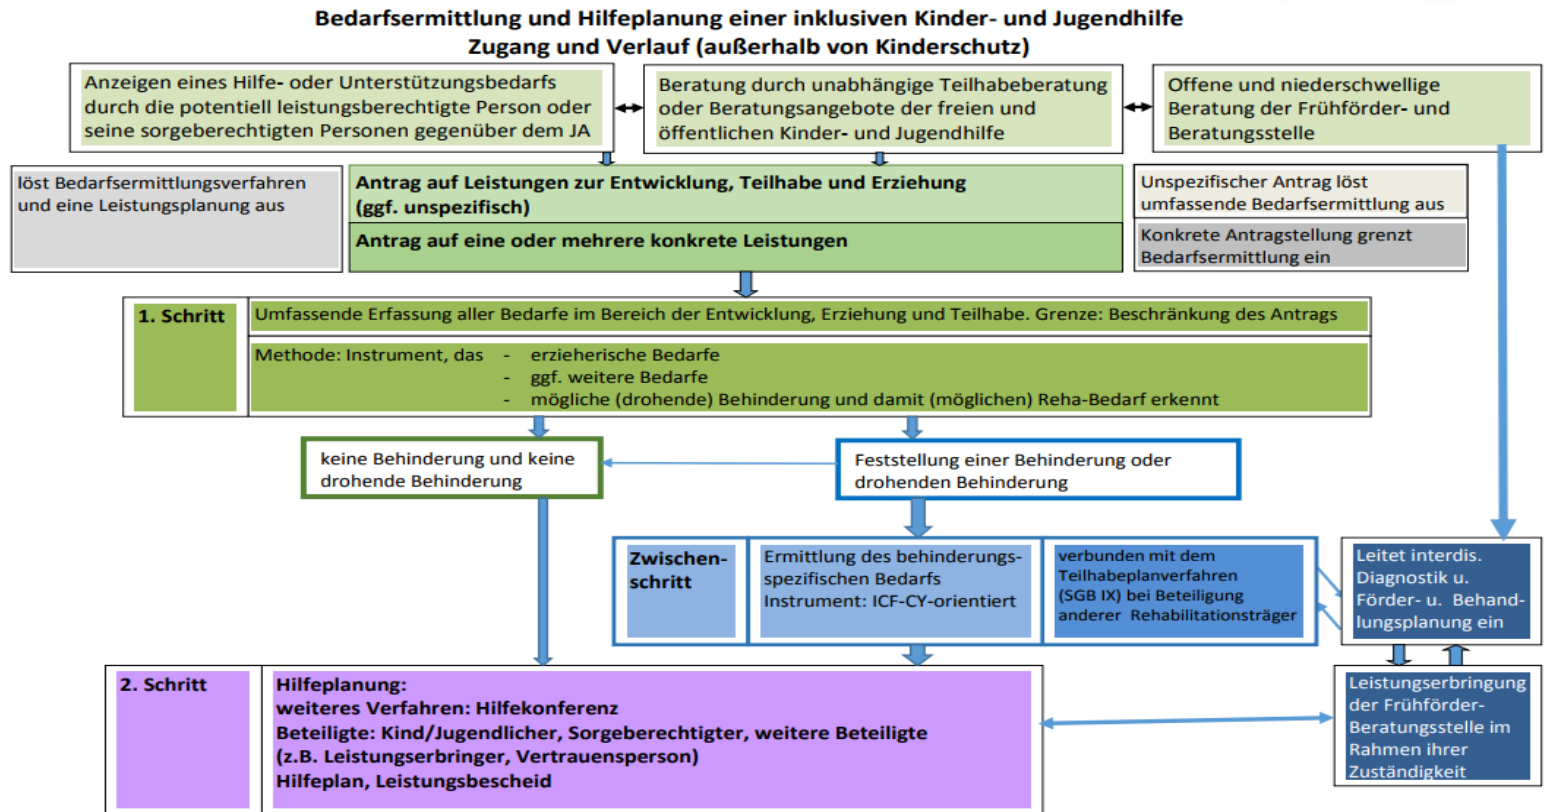 Bedarfsermittlung und Hilfeplanung einer inklusiven Kinder- und Jugendhilfe
Zugang und Verlauf (außerhalb von Kinderschutz)
Anzeigen eines Hilfe- oder Unterstützungsbedarfs
durch die potentiell leistungsberechtigte Person oder
seine sorgeberechtigten Personen gegenüber dem JA
Beratung durch unabhängige Teilhabeberatung
oder Beratungsangebote der freien und
öffentlichen Kinder- und Jugendhilfe
Offene und niederschwellige
Beratung der Frühförder- und
Beratungsstelle
löst Bedarfsermittlungsverfahren
und eine Leistungsplanung aus
Antrag auf Leistungen zur Entwicklung, Teilhabe und Erziehung
(ggf. unspezifisch)
Antrag auf eine oder mehrere konkrete Leistungen
Unspezifischer Antrag löst
umfassende Bedarfsermittlung aus
Konkrete Antragstellung grenzt
Bedarfsermittlung ein
1. Schritt
Umfassende Erfassung aller Bedarfe im Bereich der Entwicklung, Erziehung und Teilhabe. Grenze: Beschränkung des Antrags
Methode: Instrument, das - erzieherische Bedarfe
- ggf. weitere Bedarfe
- mögliche (drohende) Behinderung und damit (möglichen) Reha-Bedarf erkennt
keine Behinderung und keine
drohende Behinderung
Feststellung einer Behinderung oder
drohenden Behinderung
Zwischen-
schritt
Ermittlung des behinderungs-
spezifischen Bedarfs
Instrument: ICF-CY-orientiert
verbunden mit dem
Teilhabeplanverfahren
(SGB IX) bei Beteiligung
anderer Rehabilitationsträger
Leitet interdis.
Diagnostik u.
Förder- u. Behand-
lungsplanung ein
2. Schritt
Hilfeplanung:
weiteres Verfahren: Hilfekonferenz
Beteiligte: Kind/Jugendlicher, Sorgeberechtigter, weitere Beteiligte
(z.B. Leistungserbringer, Vertrauensperson)
Hilfeplan, Leistungsbescheid
Leistungserbringung
der Frühförder-
Beratungsstelle im
Rahmen ihrer
Zuständigkeit